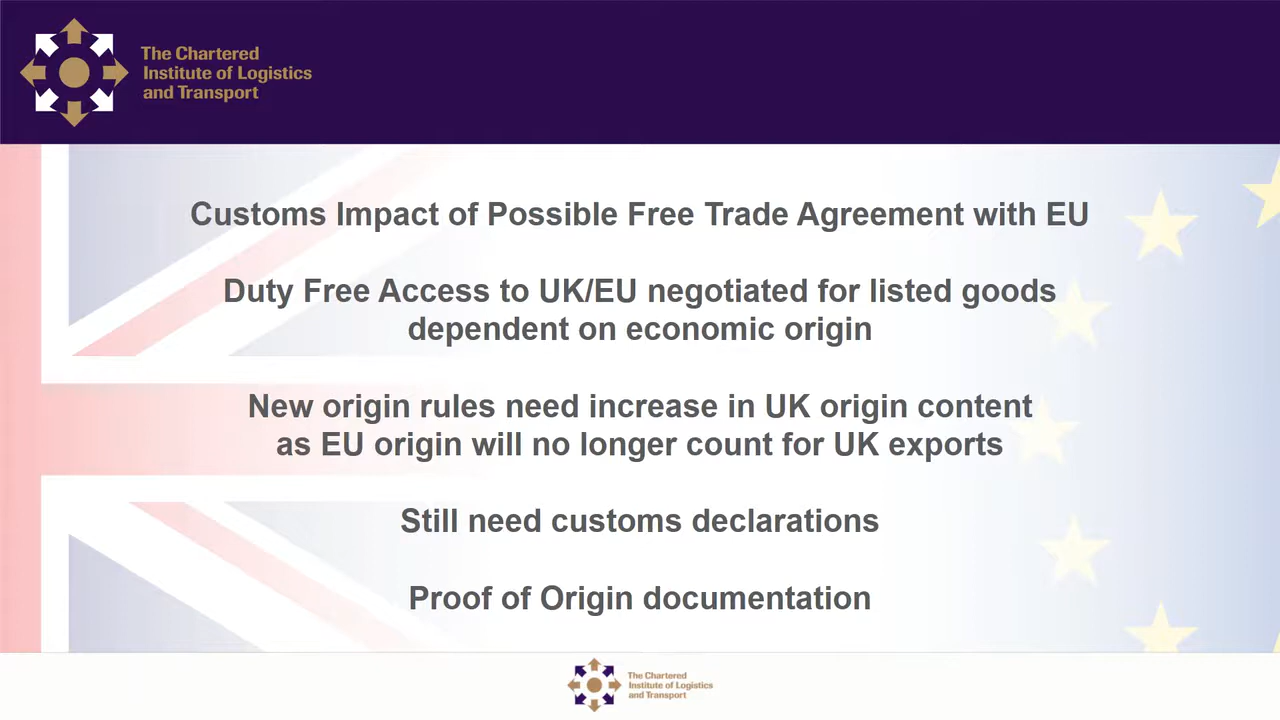 The Chartered
Institute of Logistics
and Transport
Customs Impact of Possible Free Trade Agreement with EU
Duty Free Access to UK/EU negotiated for listed goods
dependent on economic origin
New origin rules need increase in UK origin content
as EU origin will no longer count for UK exports
Still need customs declarations
Proof of Origin documentation
The Chartered
Institute of Logistics
and Transport